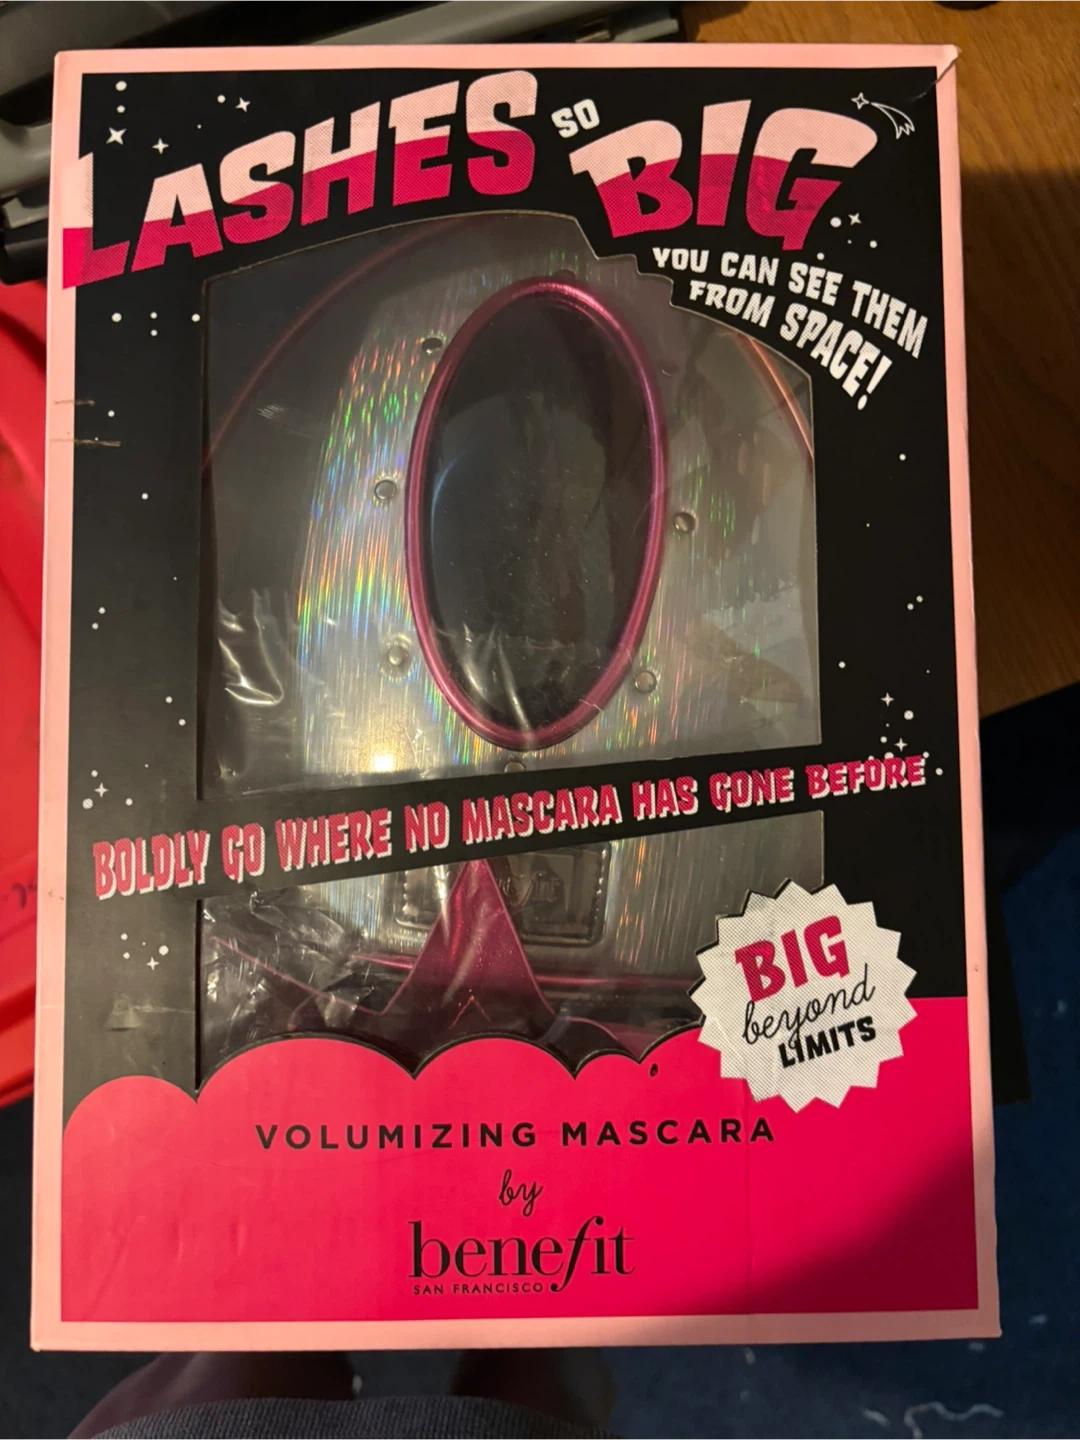 LASHES SO BIG
YOU CAN SEE THEM
FROM SPACE!
BOLDLY GO WHERE NO MASCARA HAS GONE BEFORE
BIG
beyond
LIMITS
VOLUMIZING MASCARA
by
benefit
SAN FRANCISCO